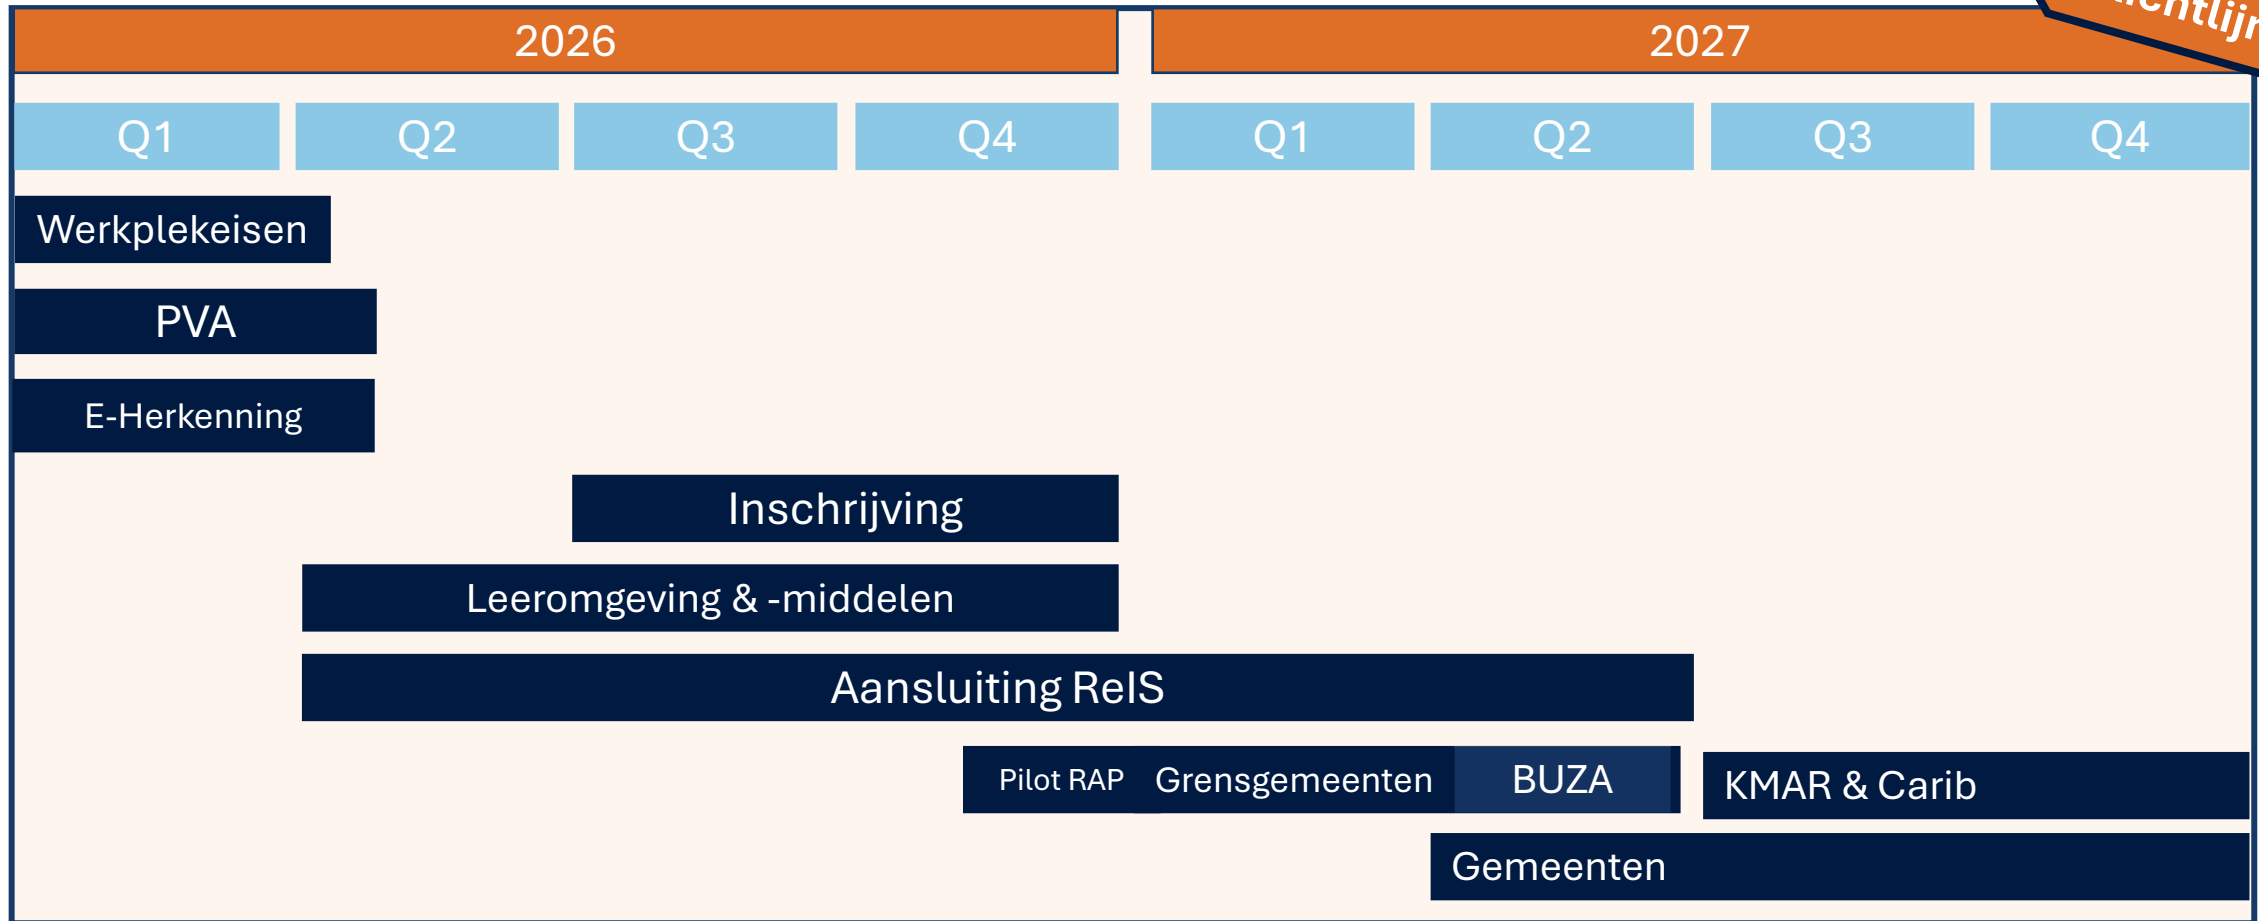 2026
2027
Q1
Q2
Q3
Q4
Q1
Q2
Q3
Q4
Werkplekeisen
PVA
E-Herkenning
Inschrijving
Leeromgeving & -middelen
Aansluiting ReIS
Pilot RAP
Grensgemeenten
BUZA
KMAR & Carib
Gemeenten